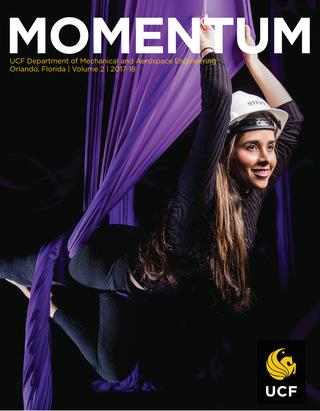 MOMENTUM
UCF Department of Mechanical and Aerospace Engineering
Orlando, Florida | Volume 2 | 2017-18
UCF